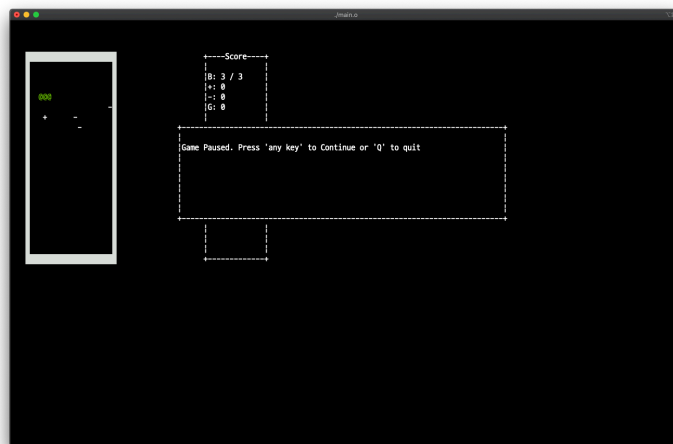 ./main.o
Score
B: 3 / 3
+: 0
-: 0
G: 0
@@@
-
+ -
-
Game Paused. Press 'any key' to Continue or 'Q' to quit